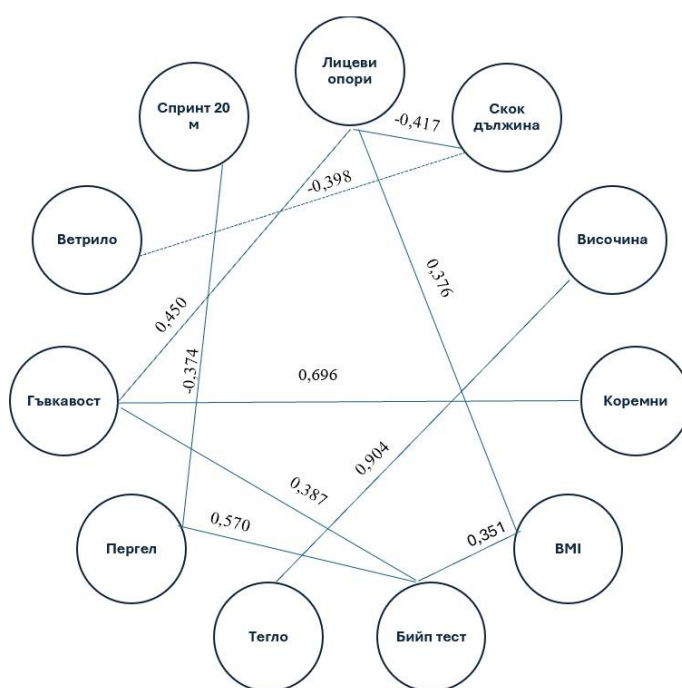 Лицеви
опори
Спринт 20
м
Скок
дължина
-0,417
-0,398
Ветрило
Височина
0,376
0,450
-0,374
0,696
Гъвкавост
Коремни
0,904
0,387
0,570
0,351
Пергел
BMI
Тегло
Бийп тест